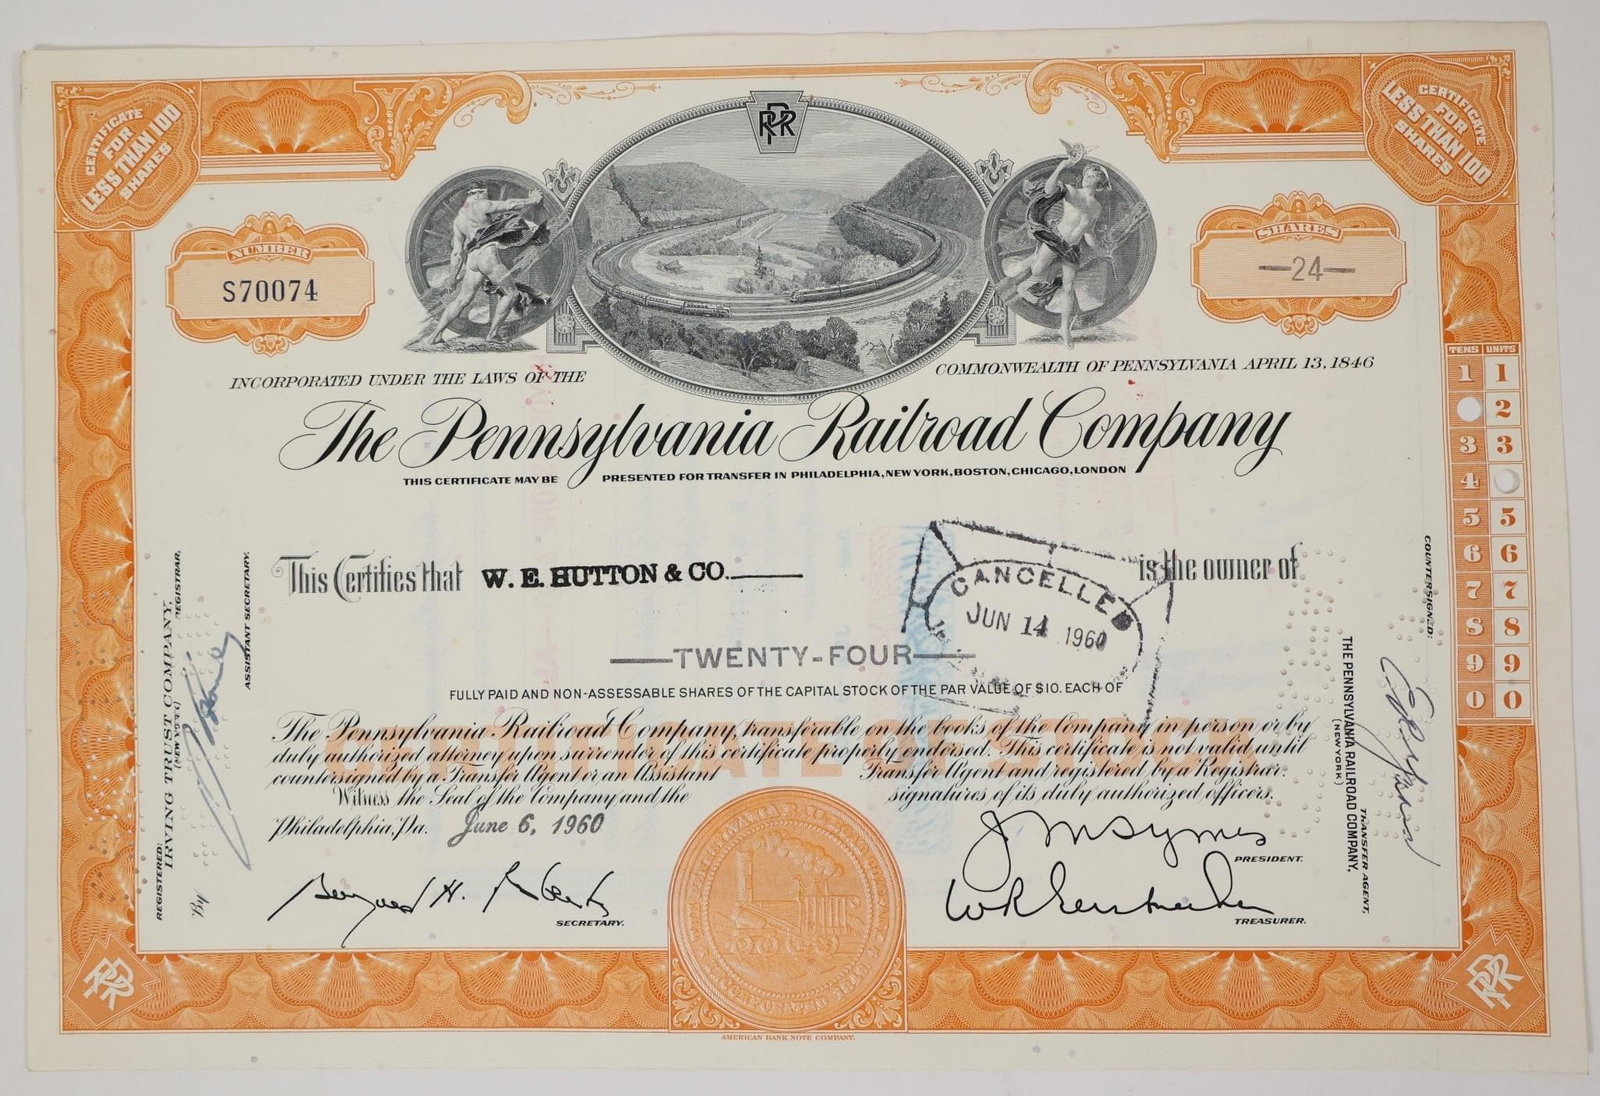 CERTIFICATE
FOR
LESS THAN 100
SHARES
PRR
CERTIFICATE
FOR
LESS THAN 100
SHARES
NUMBER
S70074
SHARES
—24—
INCORPORATED UNDER THE LAWS OF THE COMMONWEALTH OF PENNSYLVANIA APRIL 13, 1846
The Pennsylvania Railroad Company
THIS CERTIFICATE MAY BE PRESENTED FOR TRANSFER IN PHILADELPHIA, NEW YORK, BOSTON, CHICAGO, LONDON
This Certifies that W. E. HUTTON & CO. is the owner of
CANCELLED
JUN 14 1960
TWENTY-FOUR
FULLY PAID AND NON-ASSESSABLE SHARES OF THE CAPITAL STOCK OF THE PAR VALUE OF $10. EACH OF
The Pennsylvania Railroad Company, transferable on the books of the Company in person or by
duly authorized attorney upon surrender of this certificate properly endorsed. This certificate is not valid until
countersigned by a Transfer Agent or an Assistant Transfer Agent and registered by a Registrar.
Witness the Seal of the Company and the signatures of its duly authorized officers.
Philadelphia, Pa. June 6, 1960
SECRETARY.
J M Symes
PRESIDENT.
TREASURER.
REGISTERED:
IRVING TRUST COMPANY,
(NEW YORK)
REGISTRAR.
By
ASSISTANT SECRETARY.
COUNTERSIGNED:
THE PENNSYLVANIA RAILROAD COMPANY,
(NEW YORK)
TRANSFER AGENT,
TENS UNITS
1 1
2
3 3
4
5 5
6 6
7 7
8 8
9 9
0 0
PRR
PRR
AMERICAN BANK NOTE COMPANY.